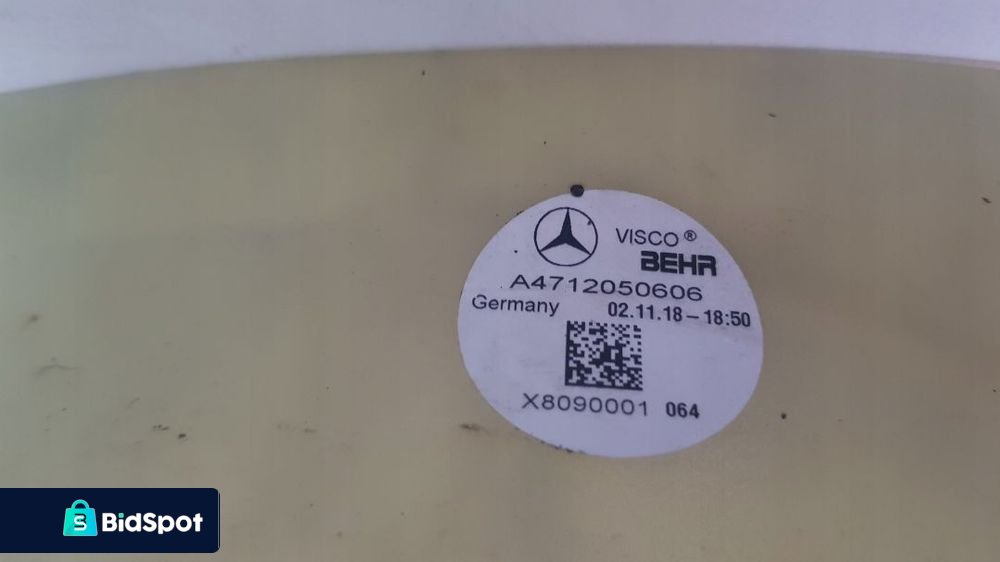 VISCO®
BEHR
A4712050606
Germany 02.11.18 – 18:50
X8090001 064
BidSpot